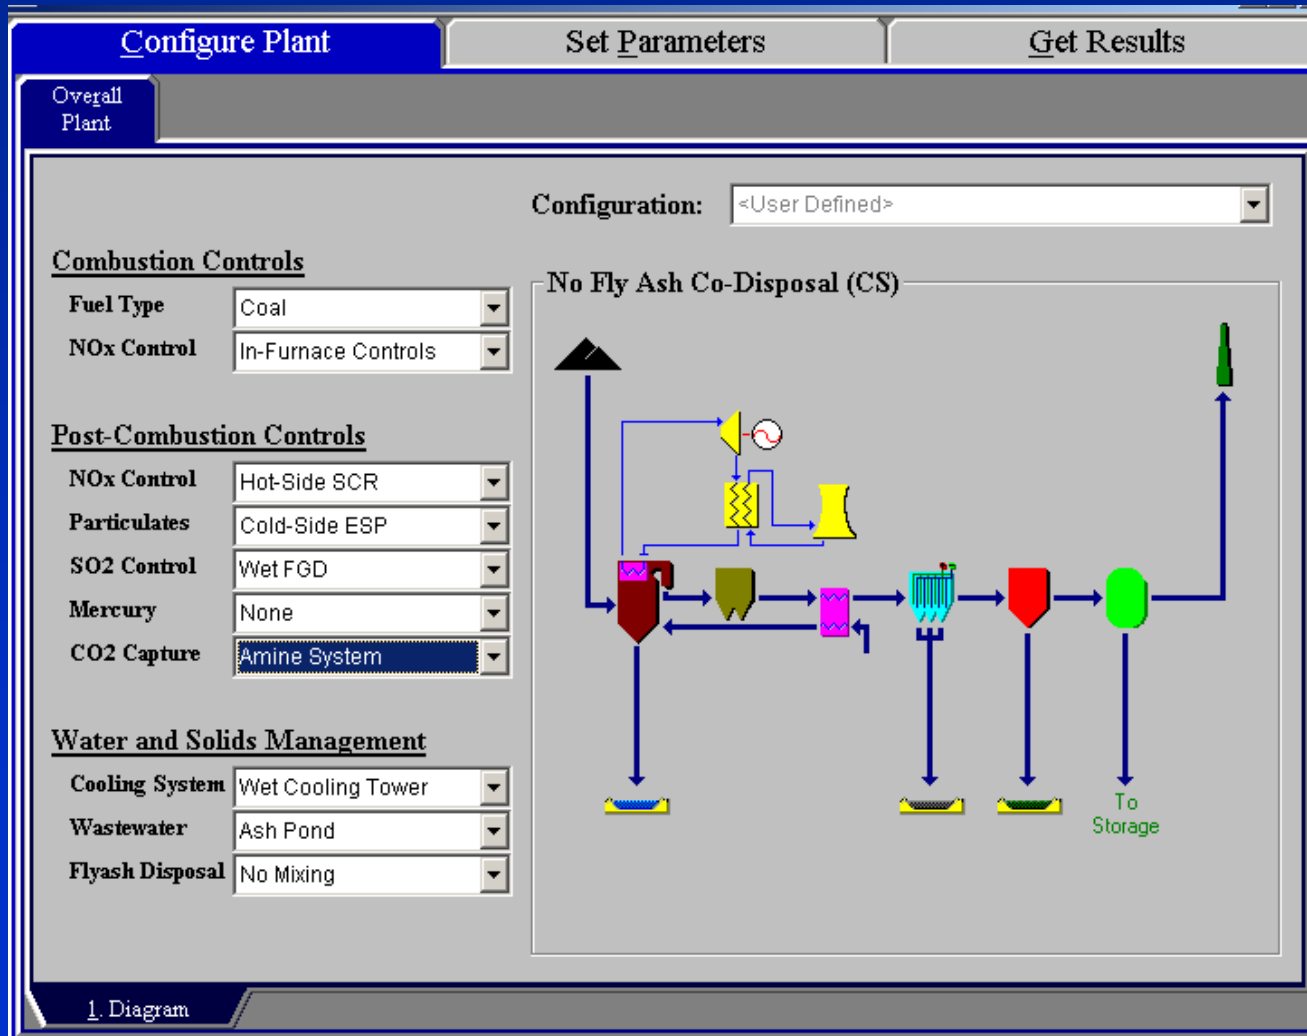 Configure Plant
Set Parameters
Get Results
Overall
Plant
Configuration: <User Defined>
Combustion Controls
Fuel Type Coal
NOx Control In-Furnace Controls
Post-Combustion Controls
NOx Control Hot-Side SCR
Particulates Cold-Side ESP
SO2 Control Wet FGD
Mercury None
CO2 Capture Amine System
Water and Solids Management
Cooling System Wet Cooling Tower
Wastewater Ash Pond
Flyash Disposal No Mixing
No Fly Ash Co-Disposal (CS)
To
Storage
1. Diagram